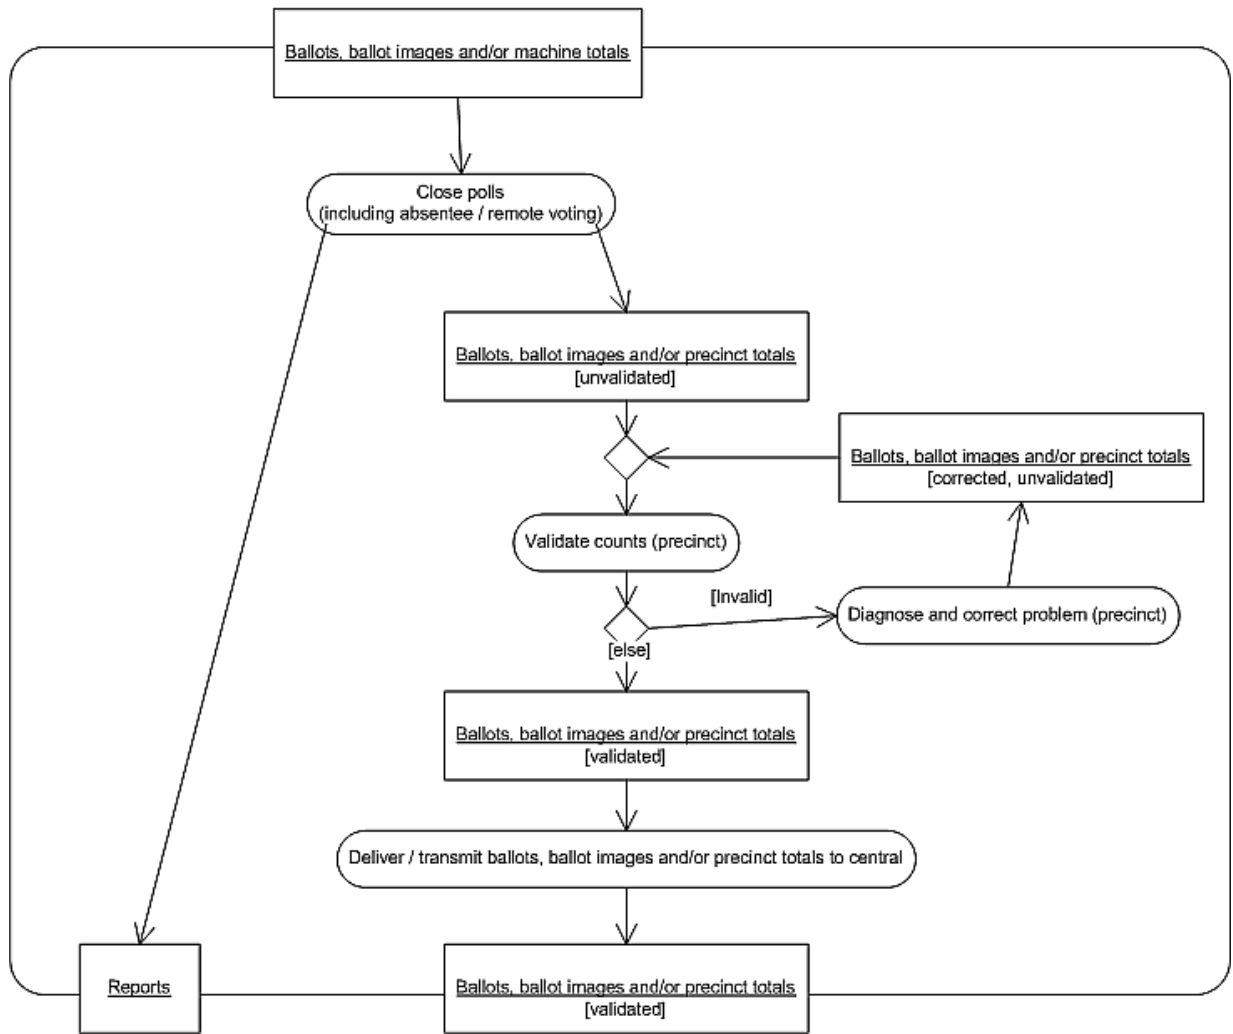 Ballots, ballot images and/or machine totals
Close polls
(including absentee / remote voting)
Ballots, ballot images and/or precinct totals
[unvalidated]
Ballots, ballot images and/or precinct totals
[corrected, unvalidated]
Validate counts (precinct)
[Invalid]
Diagnose and correct problem (precinct)
[else]
Ballots, ballot images and/or precinct totals
[validated]
Deliver / transmit ballots, ballot images and/or precinct totals to central
Reports
Ballots, ballot images and/or precinct totals
[validated]